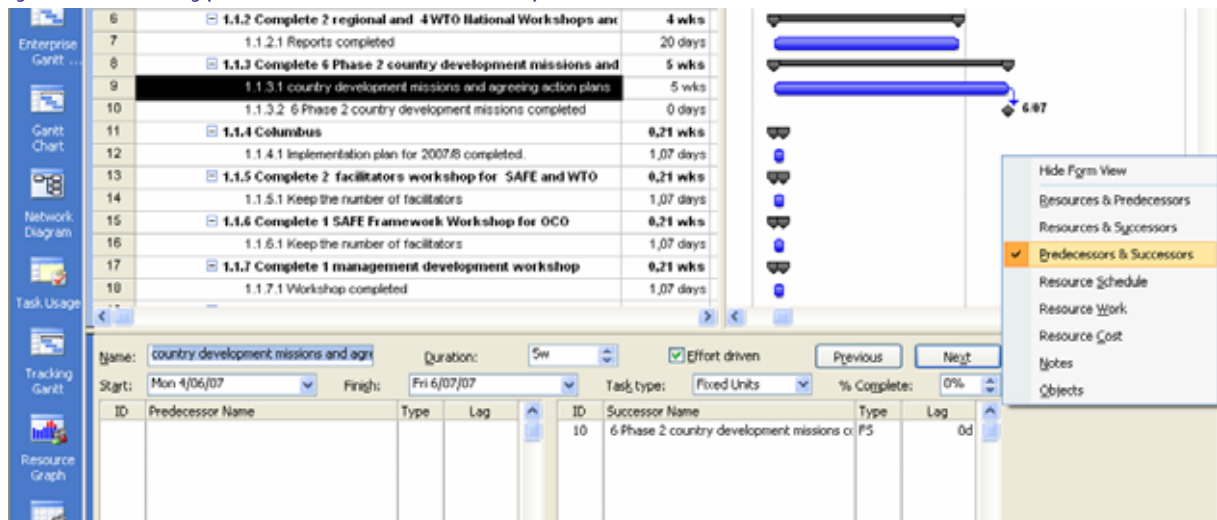 6 1.1.2 Complete 2 regional and 4WTO National Workshops and 4 wks
Enterprise Gantt ...
7 1.1.2.1 Reports completed 20 days
8 1.1.3 Complete 6 Phase 2 country development missions and 5 wks
9 1.1.3.1 country development missions and agreeing action plans 5 wks
10 1.1.3.2 6 Phase 2 country development missions completed 0 days 6/07
Gantt Chart
11 1.1.4 Columbus 0,21 wks
12 1.1.4.1 Implementation plan for 2007/8 completed. 1,07 days
13 1.1.5 Complete 2 facilitators workshop for SAFE and WTO 0,21 wks
14 1.1.5.1 Keep the number of facilitators 1,07 days
Network Diagram
15 1.1.6 Complete 1 SAFE Framework Workshop for OCO 0,21 wks
16 1.1.6.1 Keep the number of facilitators 1,07 days
17 1.1.7 Complete 1 management development workshop 0,21 wks
18 1.1.7.1 Workshop completed 1,07 days
Task Usage
Hide Form View
Resources & Predecessors
Resources & Successors
Predecessors & Successors
Resource Schedule
Resource Work
Resource Cost
Notes
Objects
Tracking Gantt
Resource Graph
Name: country development missions and agre Duration: 5w Effort driven Previous Next
Start: Mon 4/06/07 Finish: Fri 6/07/07 Task type: Fixed Units % Complete: 0%
ID Predecessor Name Type Lag ID Successor Name Type Lag
10 6 Phase 2 country development missions co FS 0d